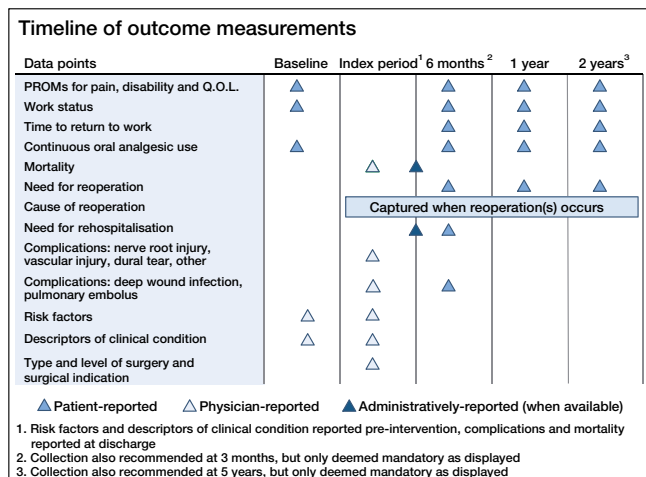 Timeline of outcome measurements
Data points Baseline Index period¹ 6 months² 1 year 2 years³
PROMs for pain, disability and Q.O.L.
Work status
Time to return to work
Continuous oral analgesic use
Mortality
Need for reoperation
Cause of reoperation Captured when reoperation(s) occurs
Need for rehospitalisation
Complications: nerve root injury,
vascular injury, dural tear, other
Complications: deep wound infection,
pulmonary embolus
Risk factors
Descriptors of clinical condition
Type and level of surgery and
surgical indication
Patient-reported Physician-reported Administratively-reported (when available)
1. Risk factors and descriptors of clinical condition reported pre-intervention, complications and mortality
reported at discharge
2. Collection also recommended at 3 months, but only deemed mandatory as displayed
3. Collection also recommended at 5 years, but only deemed mandatory as displayed